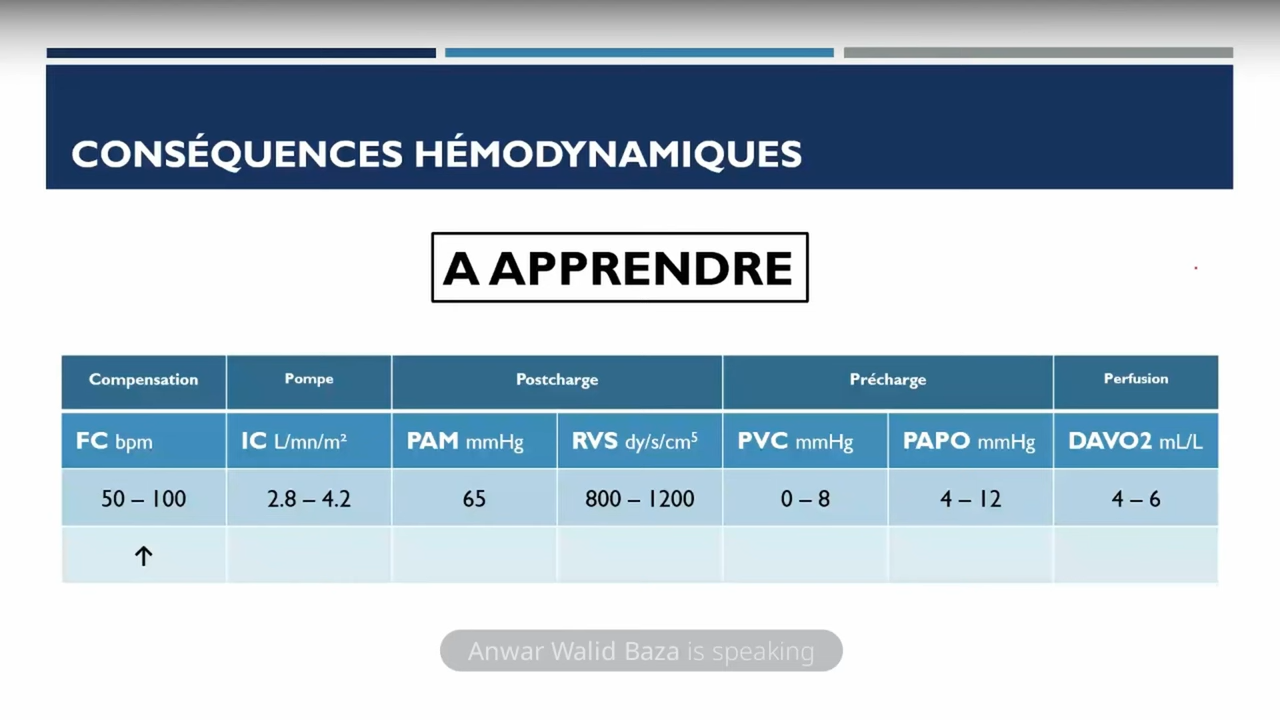 CONSÉQUENCES HÉMODYNAMIQUES
A APPRENDRE
Compensation Pompe Postcharge Précharge Perfusion
FC bpm IC L/mn/m² PAM mmHg RVS dy/s/cm⁵ PVC mmHg PAPO mmHg DAVO2 mL/L
50 – 100 2.8 – 4.2 65 800 – 1200 0 – 8 4 – 12 4 – 6
↑
Anwar Walid Baza is speaking